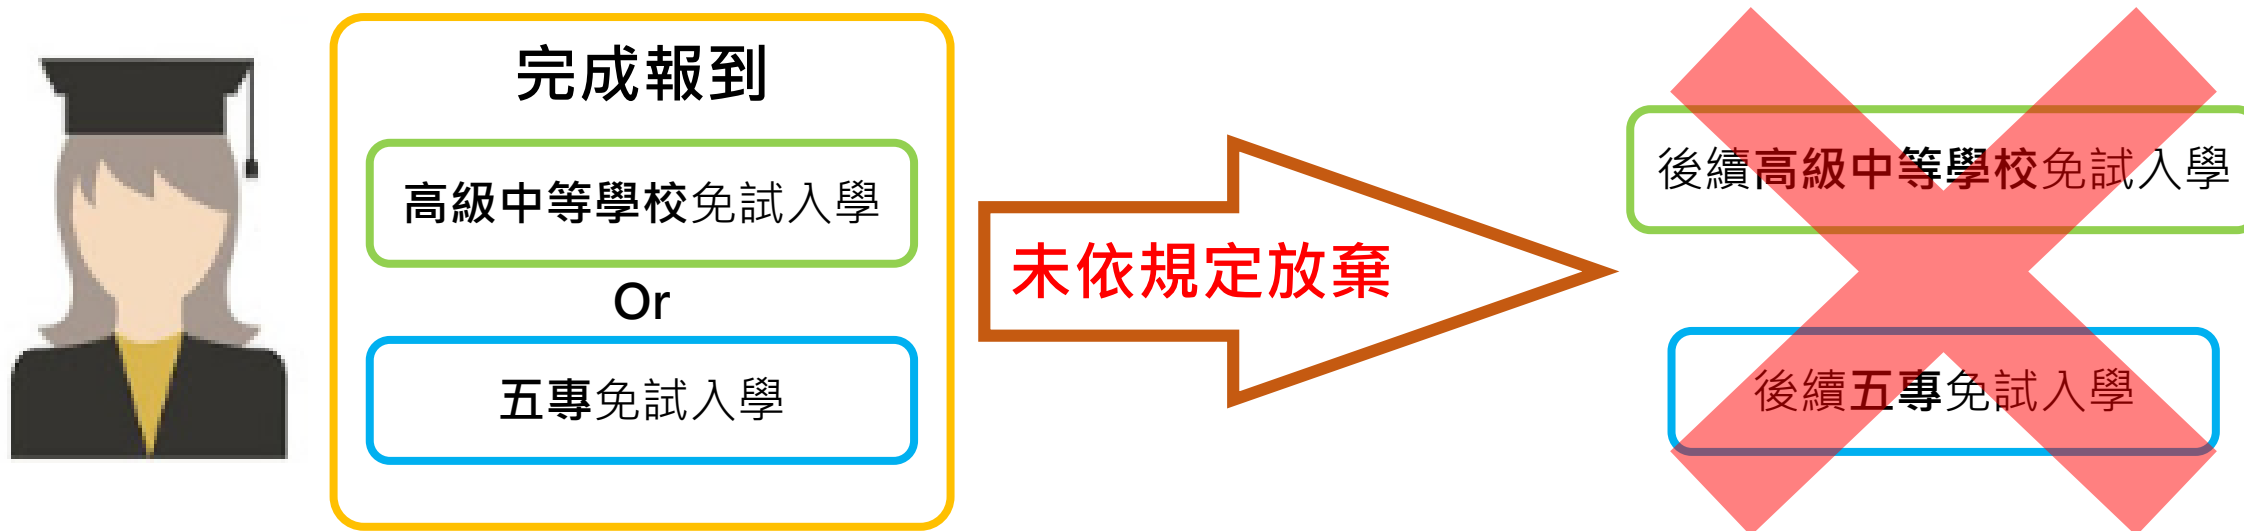 完成報到
高級中等學校免試入學
Or
五專免試入學
未依規定放棄
後續高級中等學校免試入學
後續五專免試入學